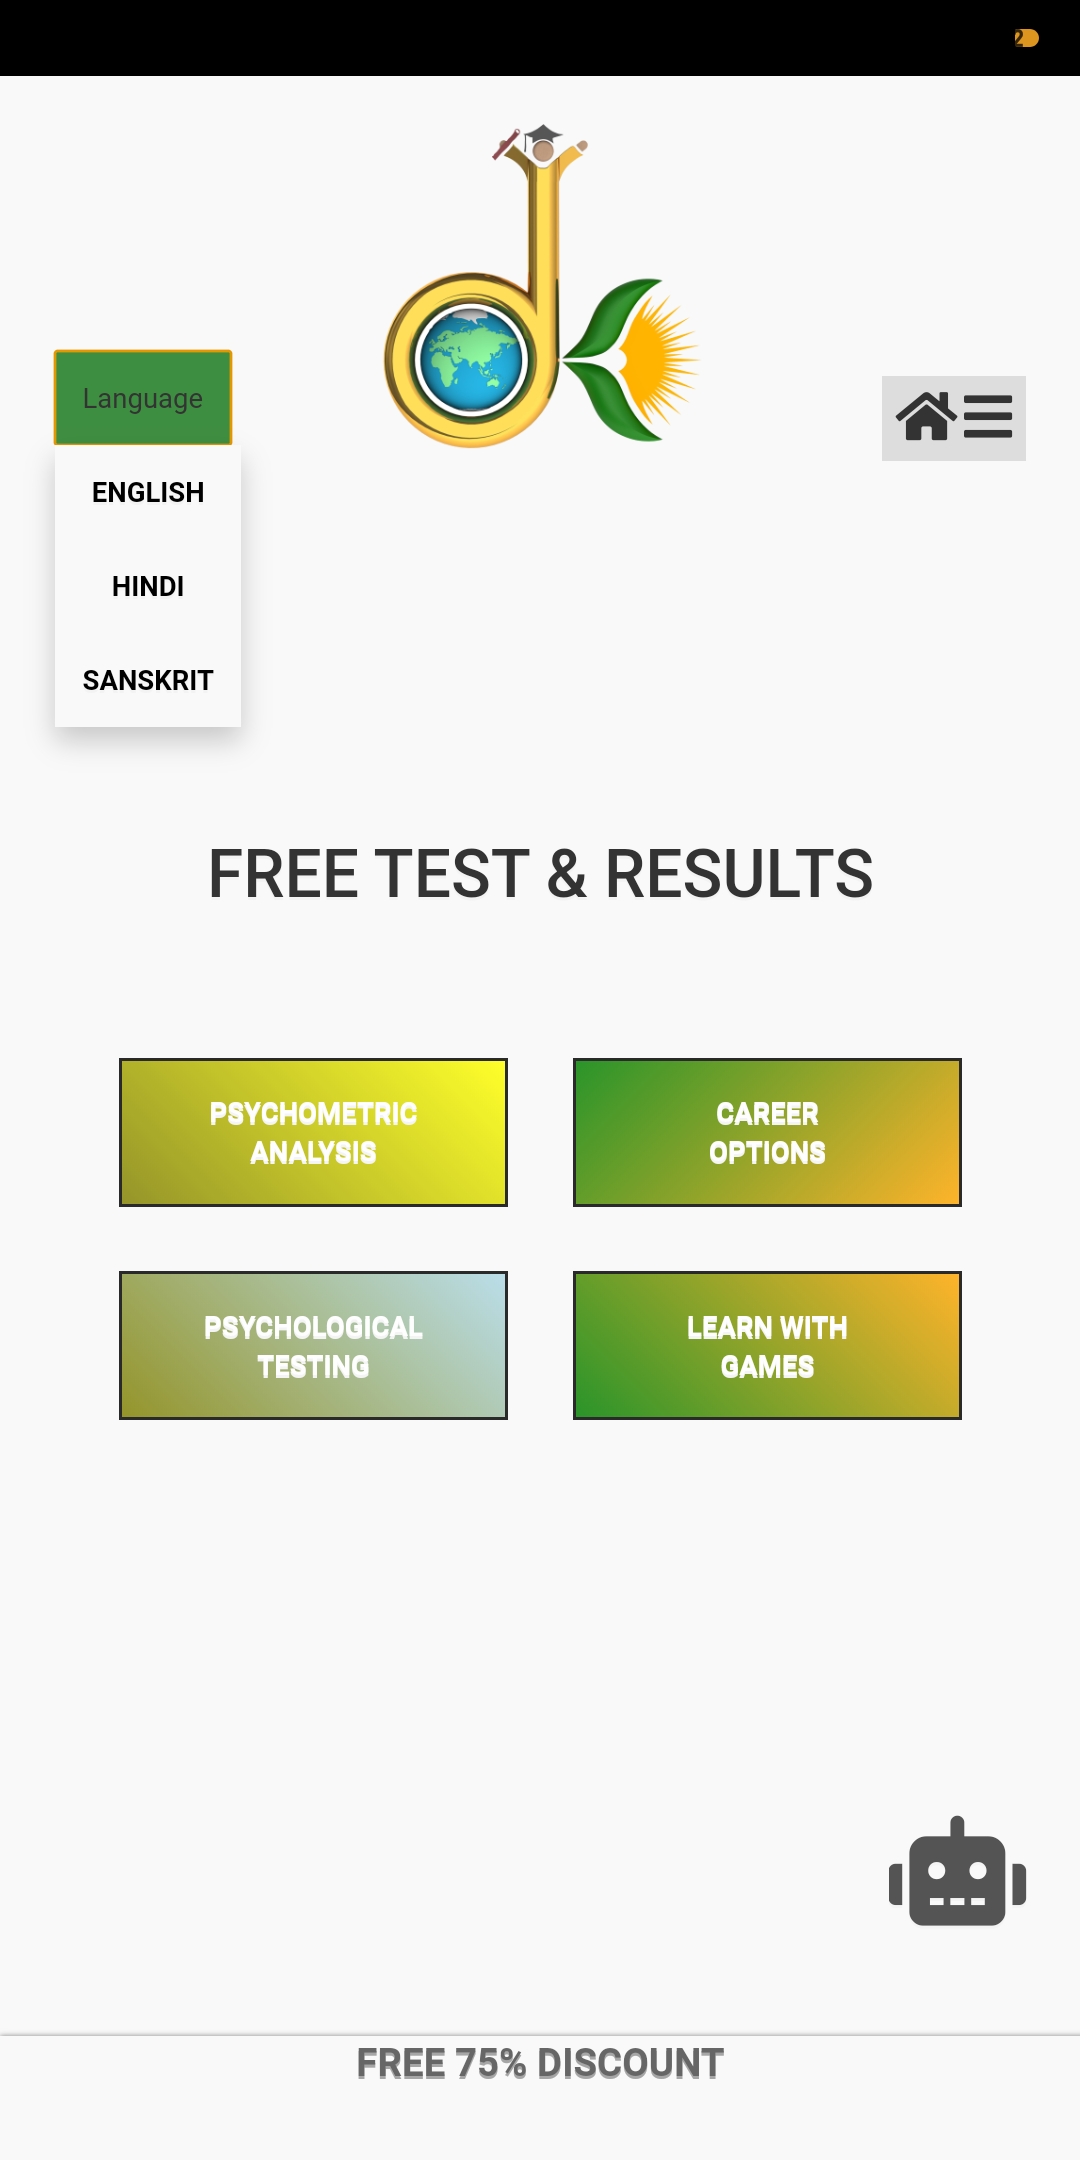 2
Language
ENGLISH
HINDI
SANSKRIT
FREE TEST & RESULTS
PSYCHOMETRIC
ANALYSIS
CAREER
OPTIONS
PSYCHOLOGICAL
TESTING
LEARN WITH
GAMES
FREE 75% DISCOUNT